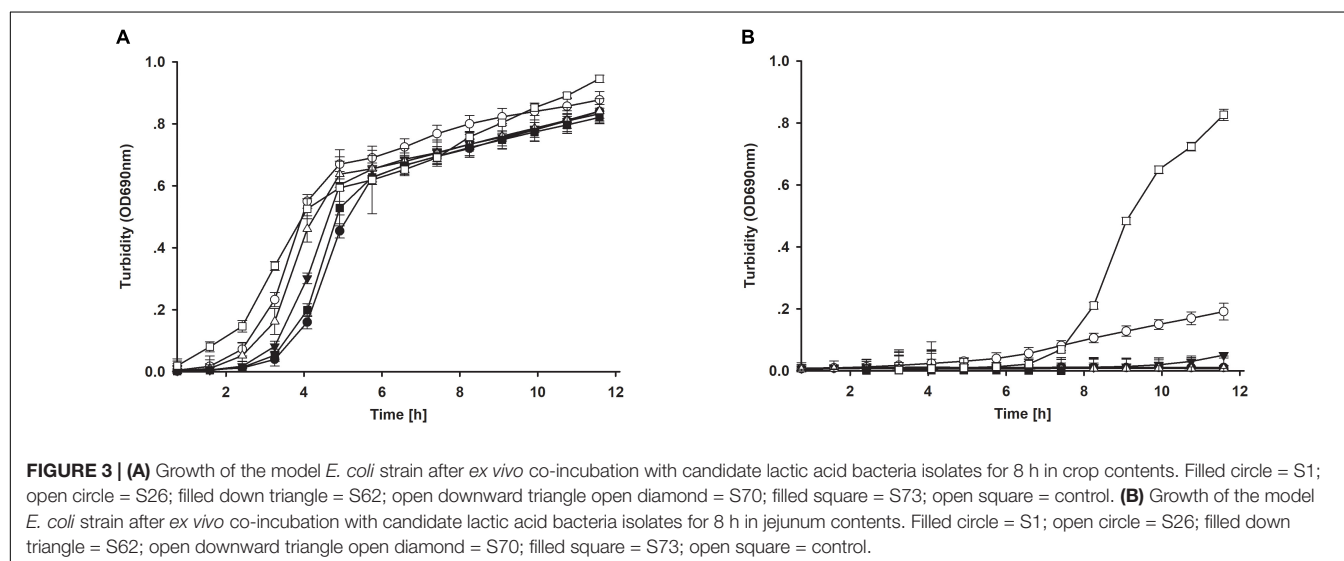 A
1.0
.8
.6
.4
.2
0.0
Turbidity (OD690nm)
2 4 6 8 10 12
Time [h]
B
1.0
.8
.6
.4
.2
0.0
Turbidity (OD690nm)
2 4 6 8 10 12
Time [h]
FIGURE 3 | (A) Growth of the model E. coli strain after ex vivo co-incubation with candidate lactic acid bacteria isolates for 8 h in crop contents. Filled circle = S1;
open circle = S26; filled down triangle = S62; open downward triangle open diamond = S70; filled square = S73; open square = control. (B) Growth of the model
E. coli strain after ex vivo co-incubation with candidate lactic acid bacteria isolates for 8 h in jejunum contents. Filled circle = S1; open circle = S26; filled down
triangle = S62; open downward triangle open diamond = S70; filled square = S73; open square = control.